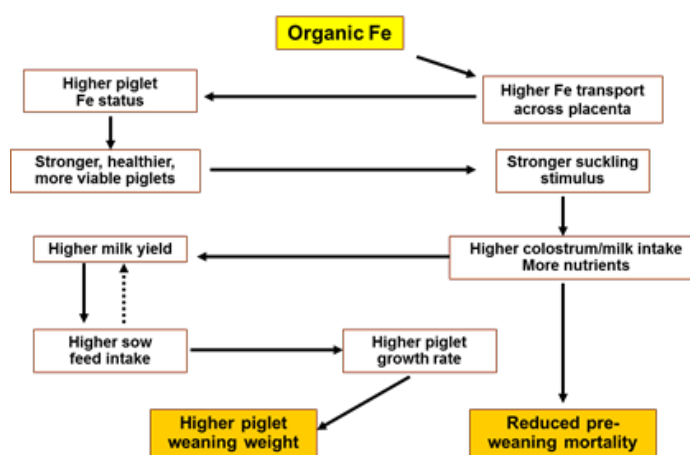 Organic Fe
Higher piglet
Fe status
Higher Fe transport
across placenta
Stronger, healthier,
more viable piglets
Stronger suckling
stimulus
Higher milk yield
Higher colostrum/milk intake
More nutrients
Higher sow
feed intake
Higher piglet
growth rate
Higher piglet
weaning weight
Reduced pre-
weaning mortality